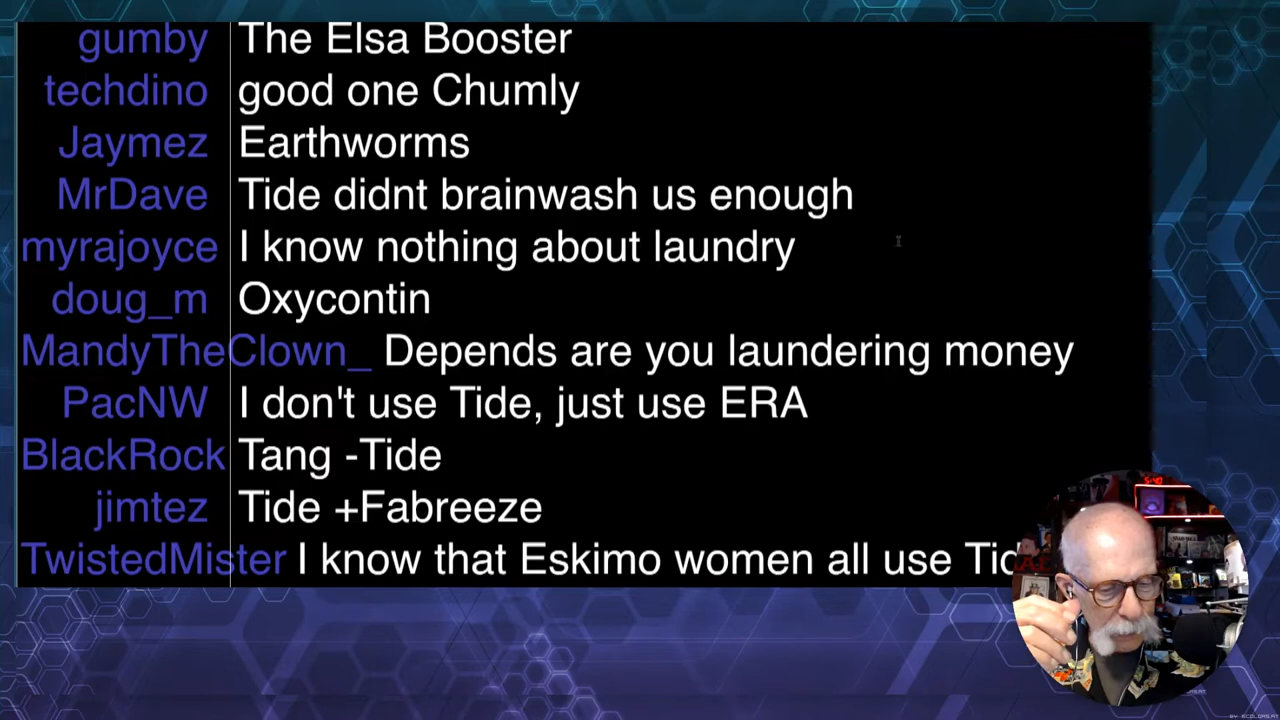 gumby The Elsa Booster
techdino good one Chumly
Jaymez Earthworms
MrDave Tide didnt brainwash us enough
myrajoyce I know nothing about laundry
doug_m Oxycontin
MandyTheClown_ Depends are you laundering money
PacNW I don't use Tide, just use ERA
BlackRock Tang -Tide
jimtez Tide +Fabreeze
TwistedMister I know that Eskimo women all use